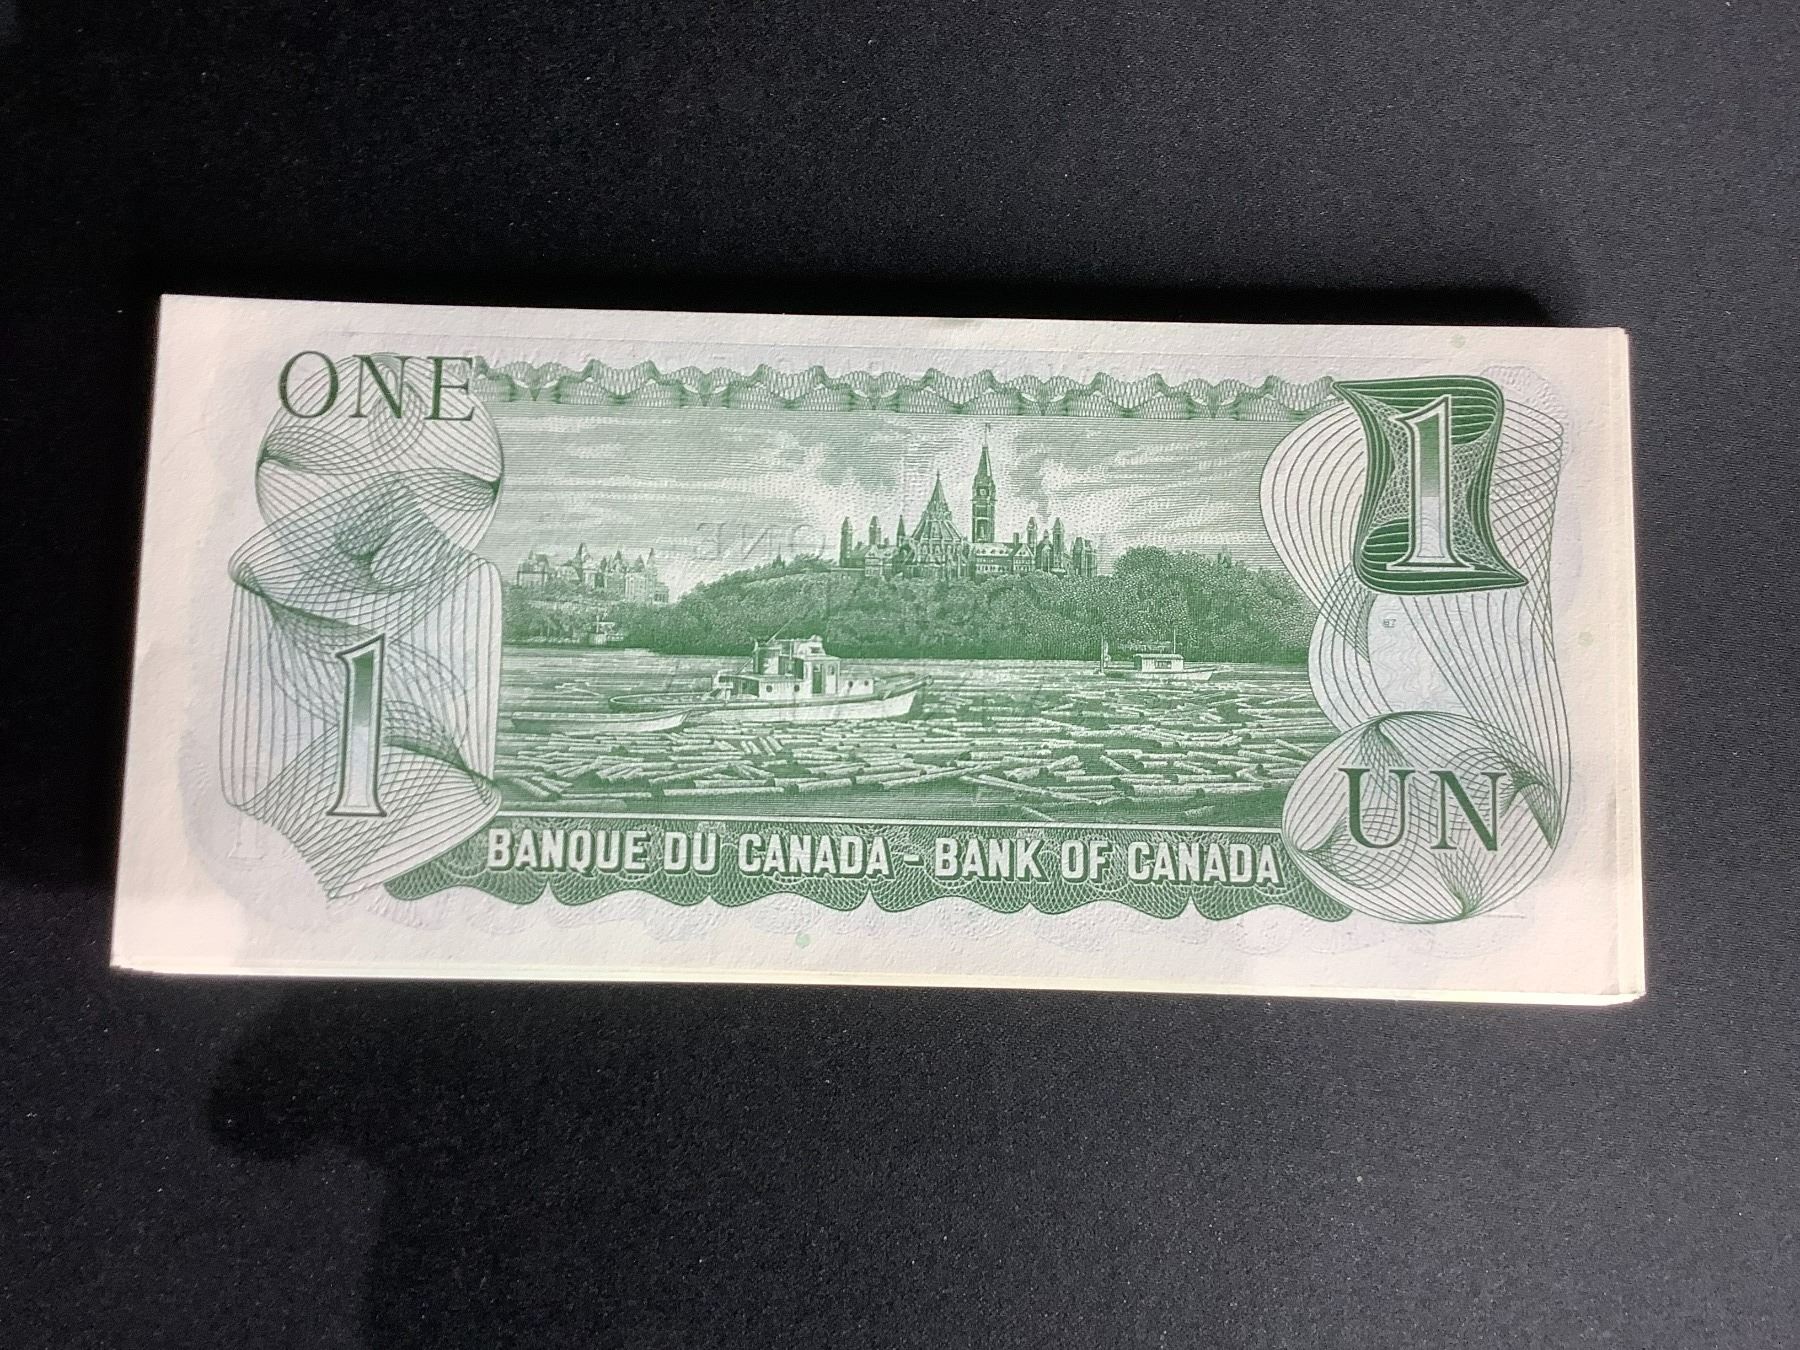 ONE
1
1
BANQUE DU CANADA - BANK OF CANADA
UN